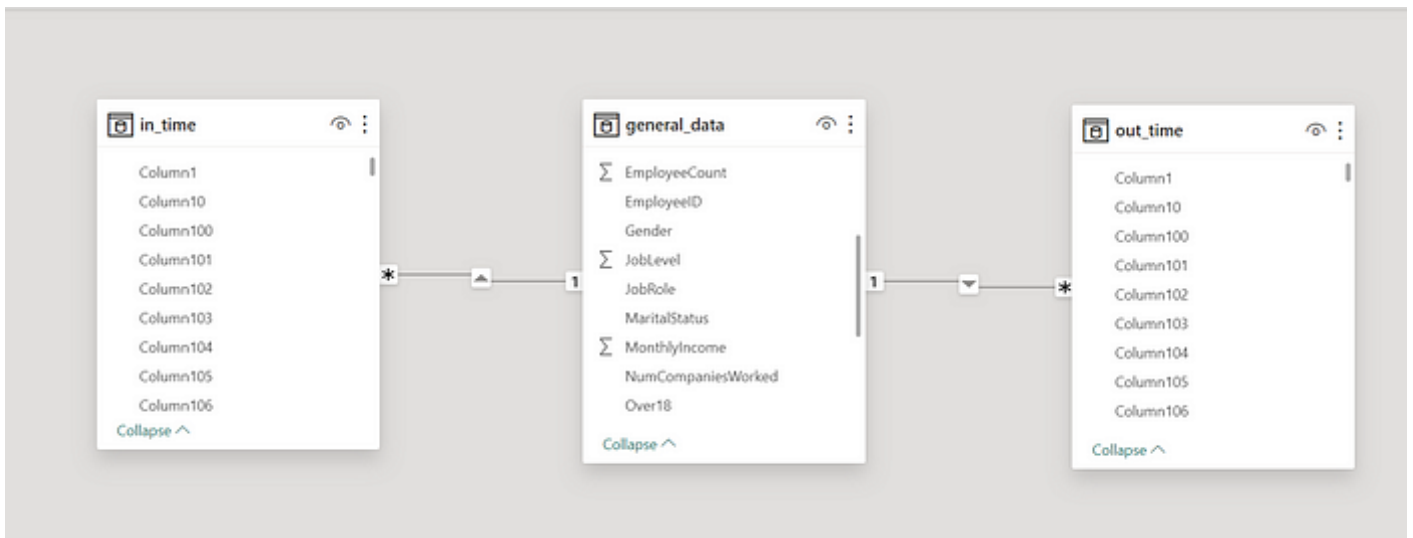 in_time
Column1
Column10
Column100
Column101
Column102
Column103
Column104
Column105
Column106
Collapse
*
1
general_data
∑ EmployeeCount
EmployeeID
Gender
∑ JobLevel
JobRole
MaritalStatus
∑ MonthlyIncome
NumCompaniesWorked
Over18
Collapse
1
*
out_time
Column1
Column10
Column100
Column101
Column102
Column103
Column104
Column105
Column106
Collapse